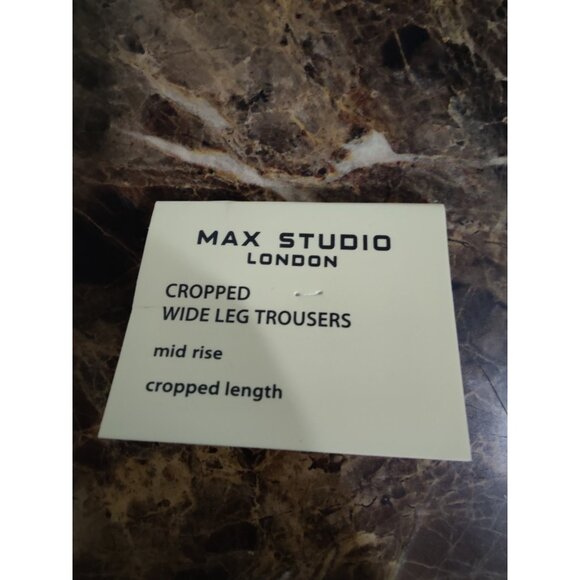 MAX STUDIO
LONDON
CROPPED
WIDE LEG TROUSERS
mid rise
cropped length